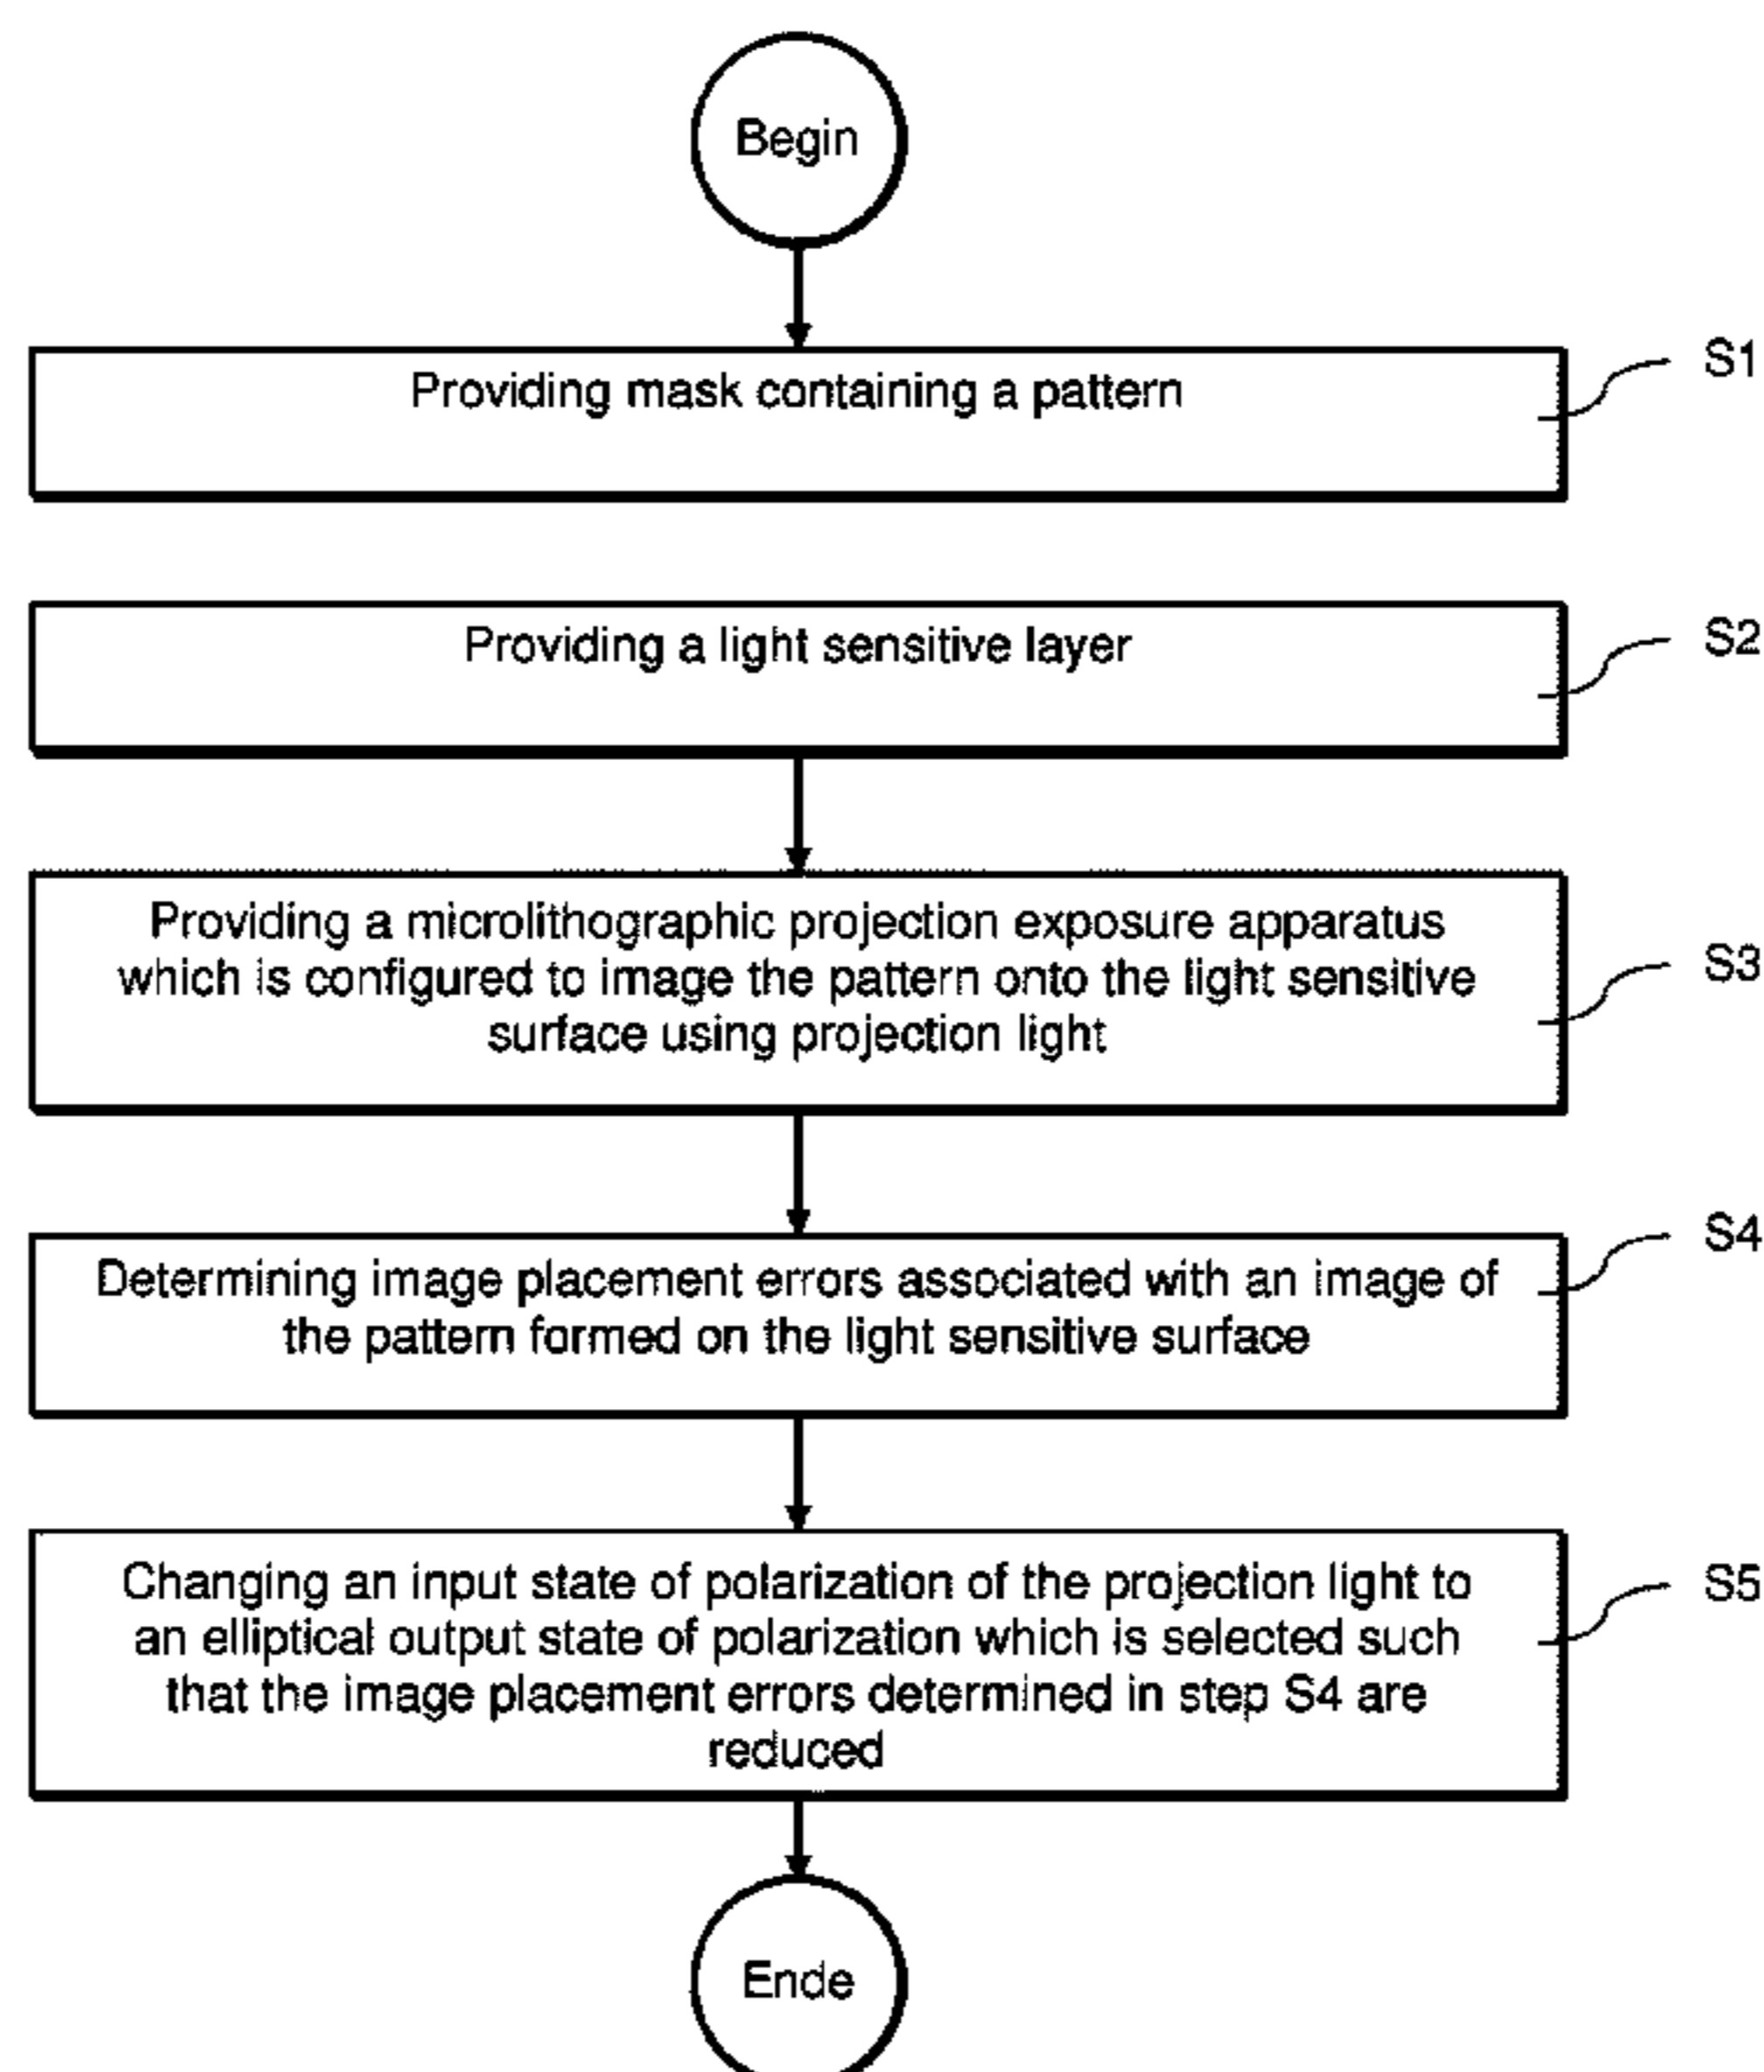 Begin
Providing mask containing a pattern
S1
Providing a light sensitive layer
S2
Providing a microlithographic projection exposure apparatus
which is configured to image the pattern onto the light sensitive
surface using projection light
S3
Determining image placement errors associated with an image of
the pattern formed on the light sensitive surface
S4
Changing an input state of polarization of the projection light to
an elliptical output state of polarization which is selected such
that the image placement errors determined in step S4 are
reduced
S5
Ende